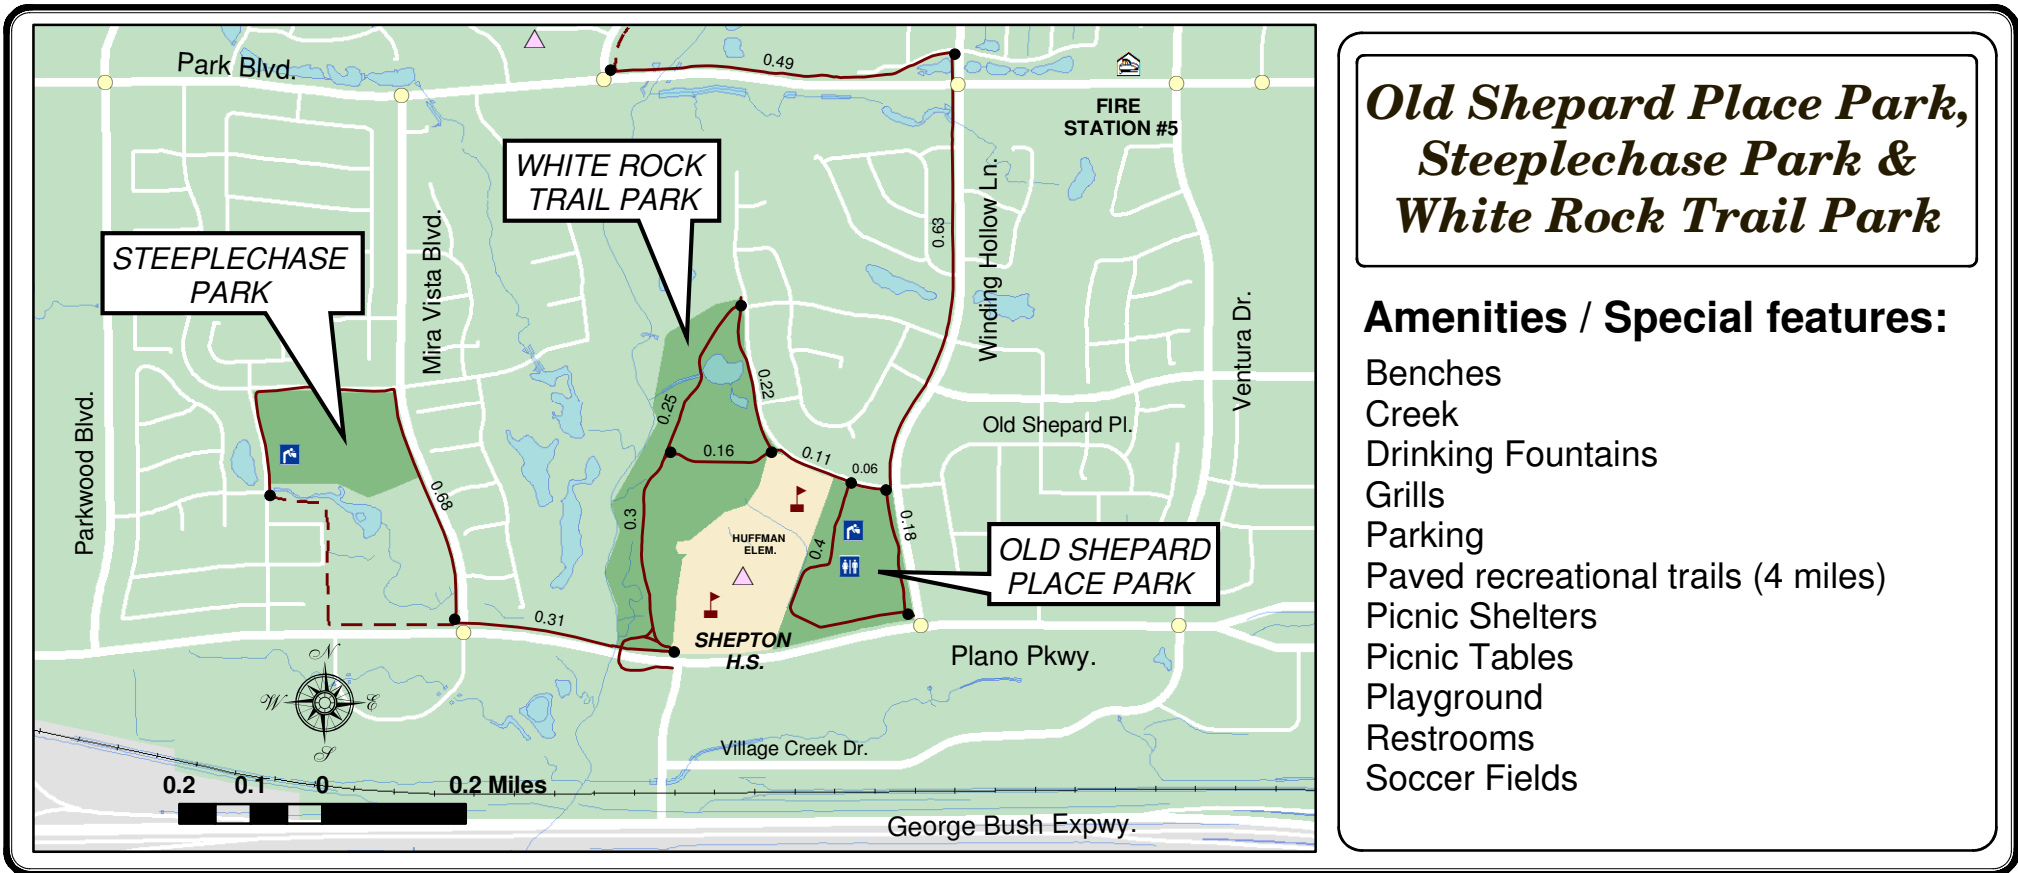 Park Blvd.
0.49
FIRE
STATION #5
WHITE ROCK
TRAIL PARK
STEEPLECHASE
PARK
Mira Vista Blvd.
0.63
Winding Hollow Ln.
Ventura Dr.
Parkwood Blvd.
0.22
0.25
Old Shepard Pl.
0.16
0.11
0.06
0.68
0.3
0.18
HUFFMAN
ELEM.
0.4
OLD SHEPARD
PLACE PARK
0.31
SHEPTON
H.S.
Plano Pkwy.
N
W
E
S
Village Creek Dr.
0.2 0.1 0 0.2 Miles
George Bush Expwy.
Old Shepard Place Park,
Steeplechase Park &
White Rock Trail Park
Amenities / Special features:
Benches
Creek
Drinking Fountains
Grills
Parking
Paved recreational trails (4 miles)
Picnic Shelters
Picnic Tables
Playground
Restrooms
Soccer Fields